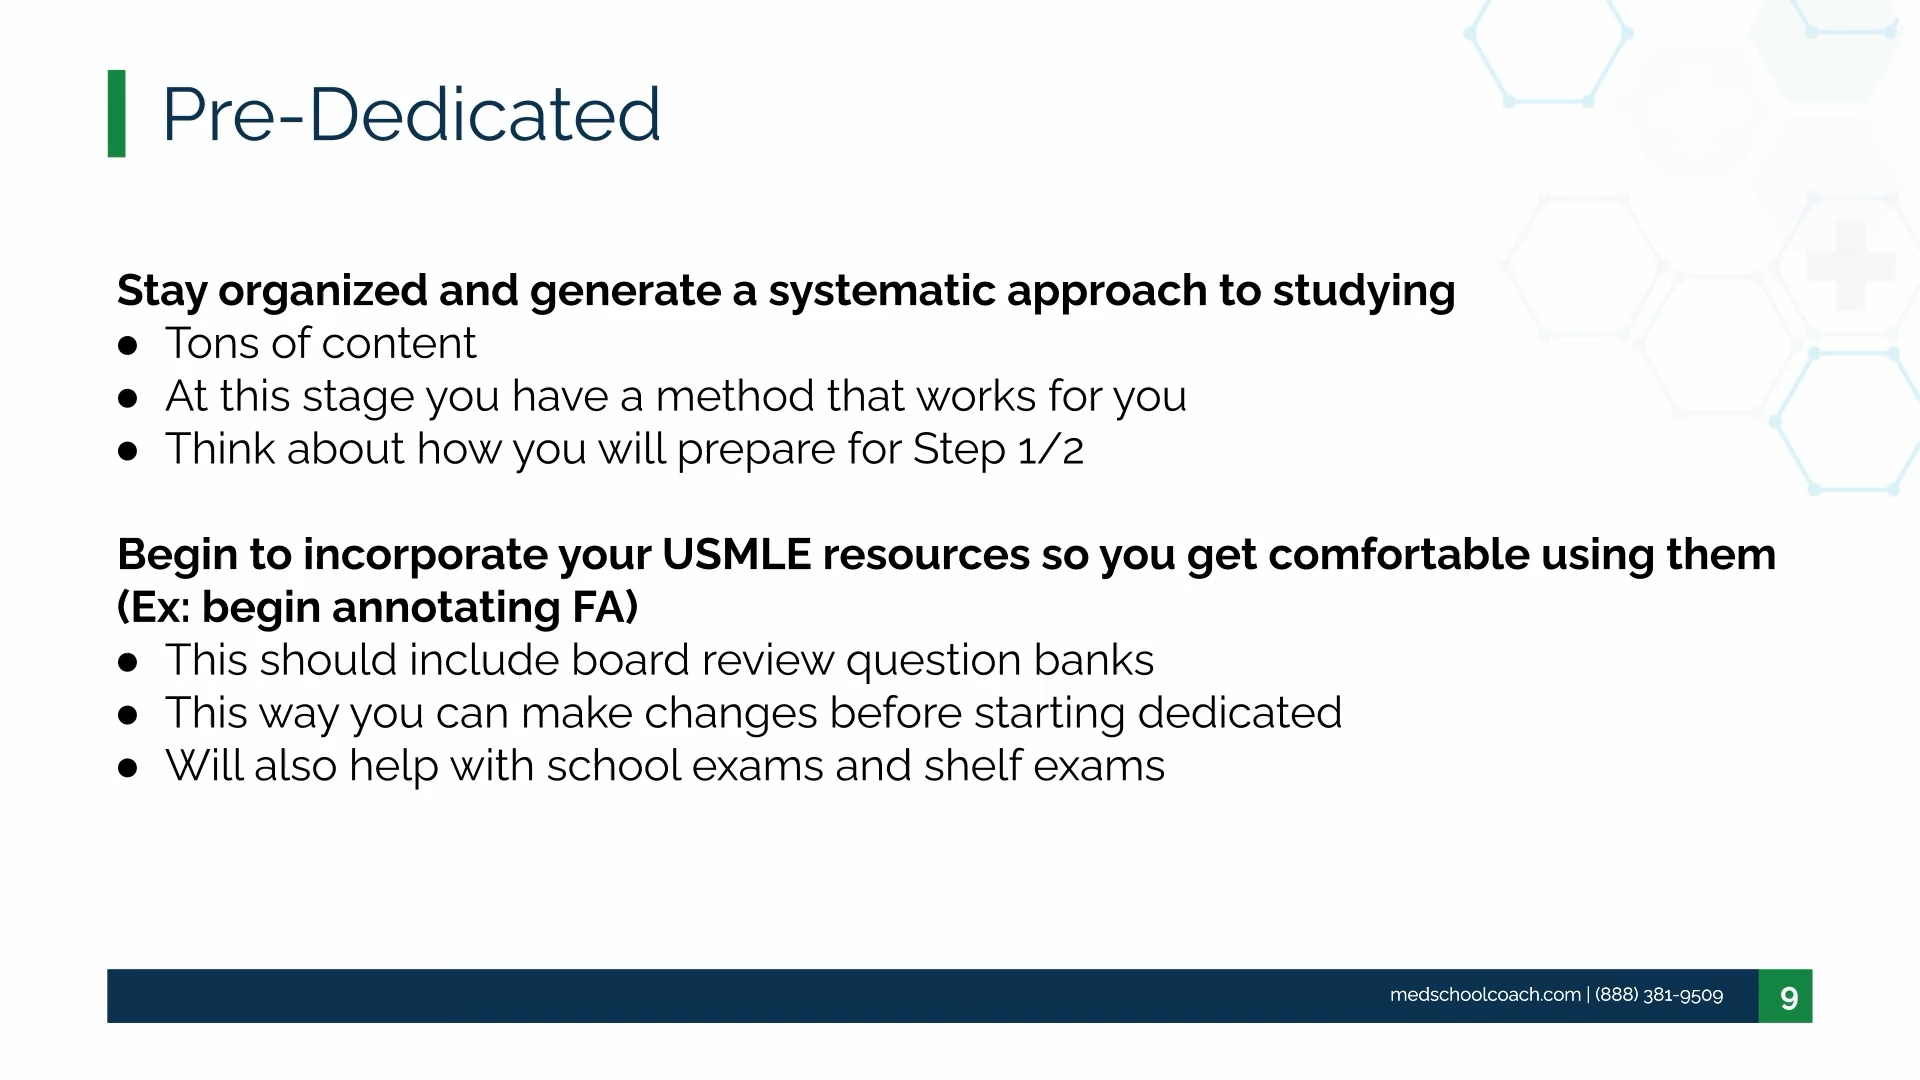 Pre-Dedicated
Stay organized and generate a systematic approach to studying
● Tons of content
● At this stage you have a method that works for you
● Think about how you will prepare for Step 1/2
Begin to incorporate your USMLE resources so you get comfortable using them
(Ex: begin annotating FA)
● This should include board review question banks
● This way you can make changes before starting dedicated
● Will also help with school exams and shelf exams
medschoolcoach.com | (888) 381-9509
9